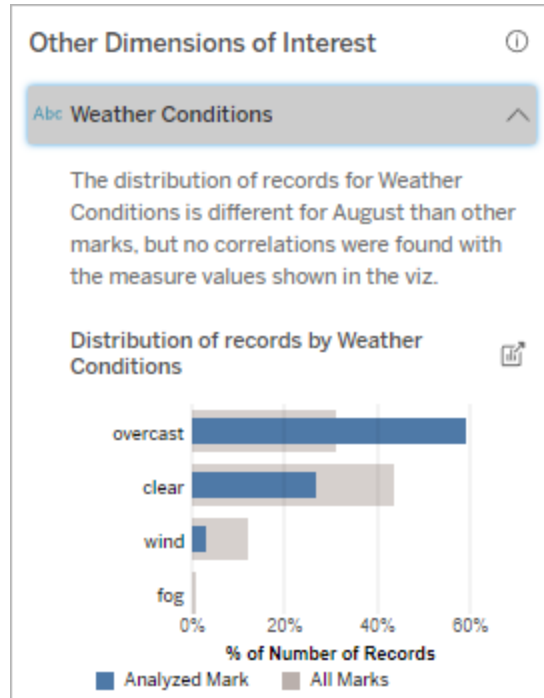 Other Dimensions of Interest
Abc Weather Conditions
The distribution of records for Weather
Conditions is different for August than other
marks, but no correlations were found with
the measure values shown in the viz.
Distribution of records by Weather
Conditions
overcast
clear
wind
fog
0% 20% 40% 60%
% of Number of Records
Analyzed Mark All Marks